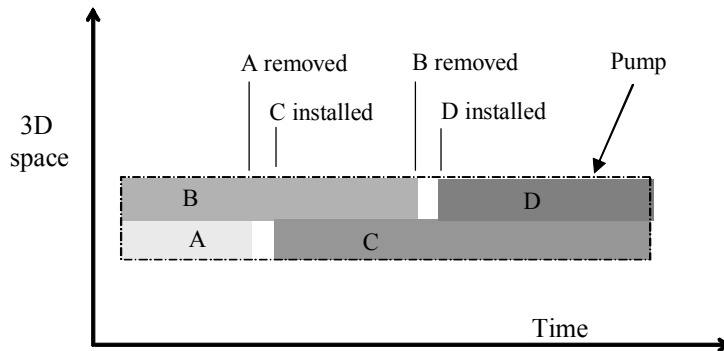 A removed
B removed
Pump
C installed
D installed
3D
space
B
D
A
C
Time